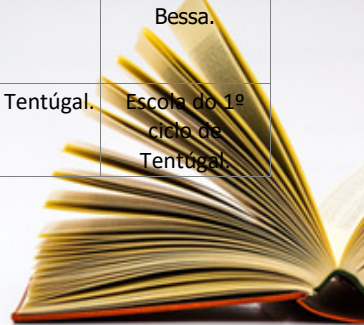 Bessa.
Tentúgal. Escola do 1º
ciclo de
Tentúgal.